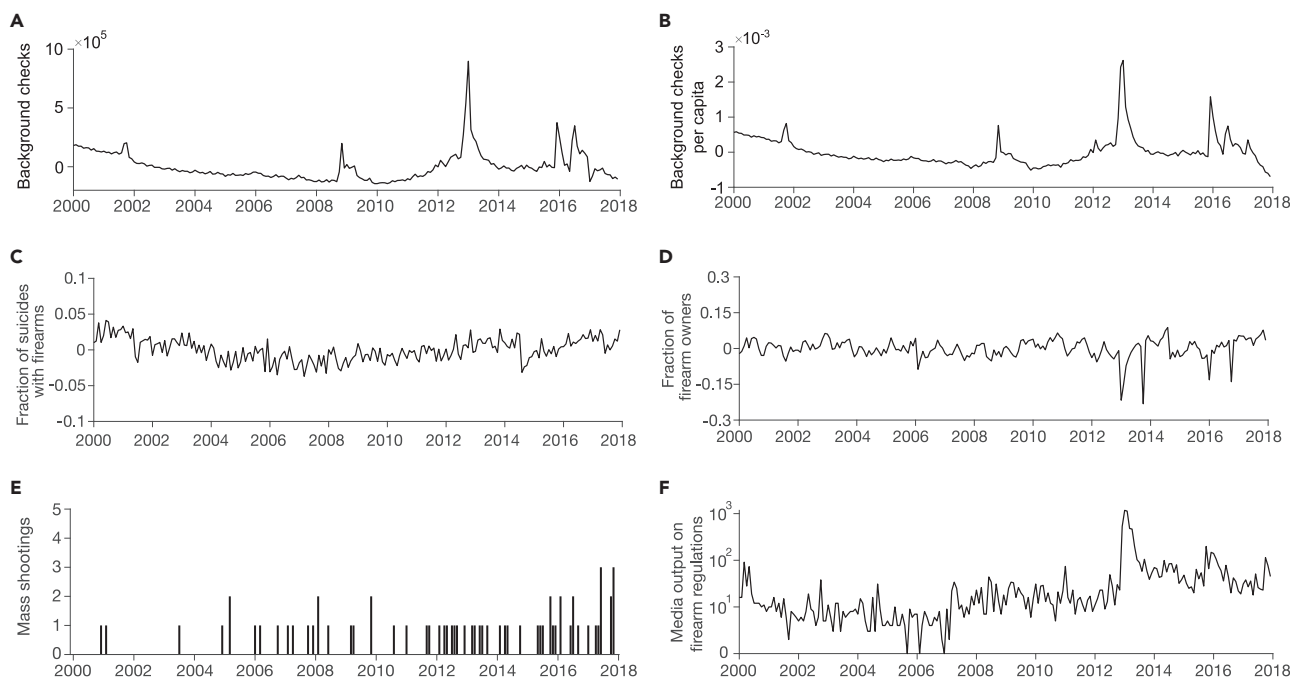 A
×10^5
Background checks
10
5
0
2000 2002 2004 2006 2008 2010 2012 2014 2016 2018
B
×10^-3
Background checks
per capita
3
2
1
0
-1
2000 2002 2004 2006 2008 2010 2012 2014 2016 2018
C
Fraction of suicides
with firearms
0.1
0.05
0
-0.05
-0.1
2000 2002 2004 2006 2008 2010 2012 2014 2016 2018
D
Fraction of
firearm owners
0.3
0.15
0
-0.15
-0.3
2000 2002 2004 2006 2008 2010 2012 2014 2016 2018
E
Mass shootings
5
4
3
2
1
0
2000 2002 2004 2006 2008 2010 2012 2014 2016 2018
F
Media output on
firearm regulations
10^3
10^2
10^1
0
2000 2002 2004 2006 2008 2010 2012 2014 2016 2018